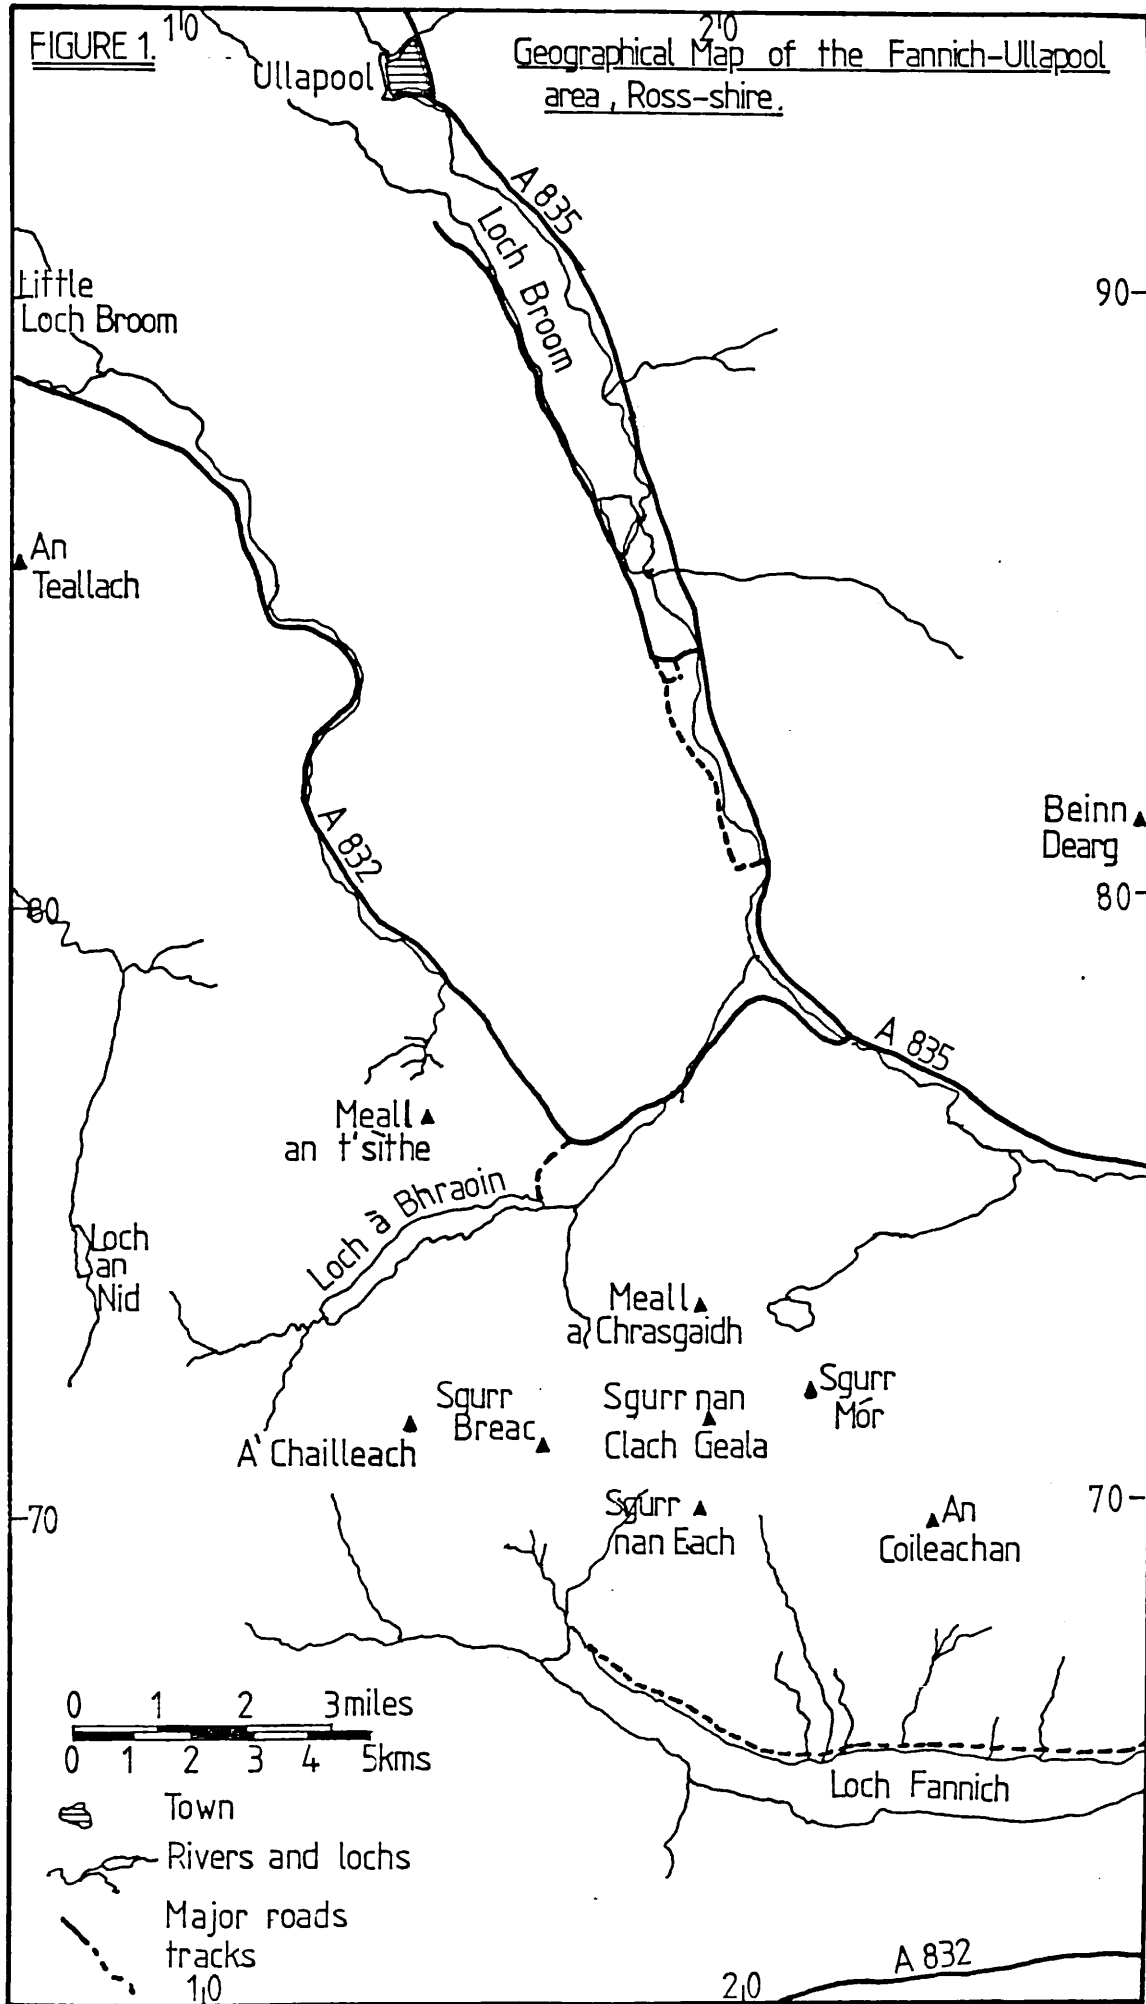 FIGURE 1.
10
20
Geographical Map of the Fannich-Ullapool
area, Ross-shire.
Ullapool
A 835
Loch Broom
Little
Loch Broom
90
An
Teallach
A 832
Beinn
Dearg
80
80
A 835
Meall
an t'sìthe
Loch a Bhraoin
Loch
an
Nid
Meall
a' Chrasgaidh
Sgurr
Mór
Sgurr
Breac
Sgurr nan
Clach Geala
A' Chailleach
70
70
Sgurr
nan Each
An
Coileachan
0 1 2 3 miles
0 1 2 3 4 5kms
Loch Fannich
Town
Rivers and lochs
Major roads
tracks
A 832
10
20